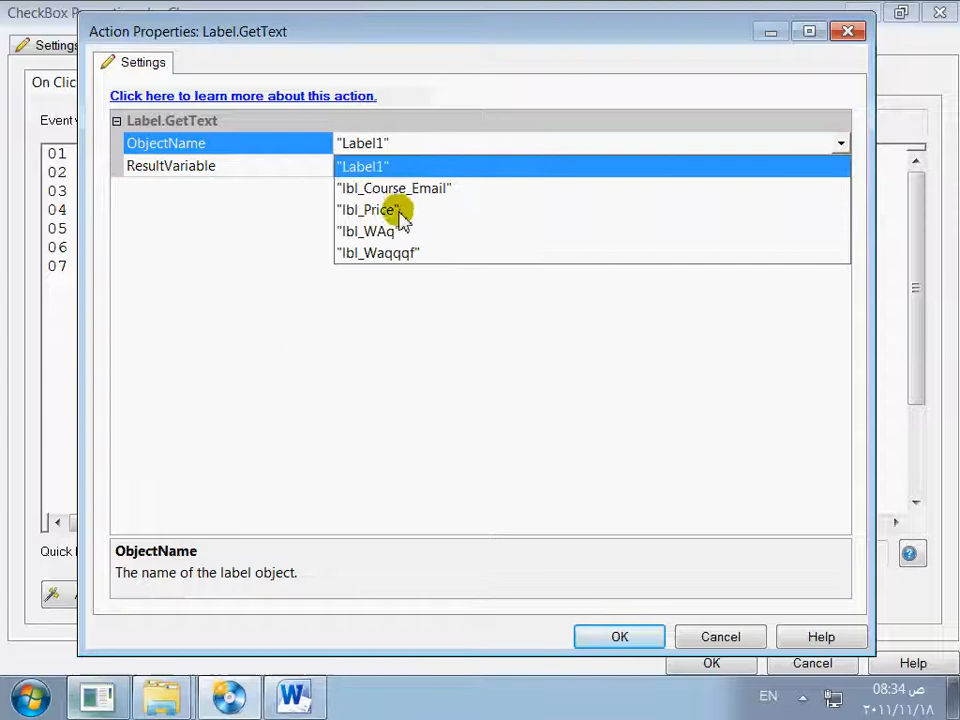 Action Properties: Label.GetText
Settings
Settings
On Clic
Click here to learn more about this action.
Event
Label.GetText
ObjectName "Label1"
ResultVariable "Label1"
"lbl_Course_Email"
"lbl_Price"
"lbl_WAq"
"lbl_Waqqqf"
01
02
03
04
05
06
07
Quick
ObjectName
The name of the label object.
OK Cancel Help
OK Cancel Help
EN
08:34 ص
٢٠١١/١١/١٨